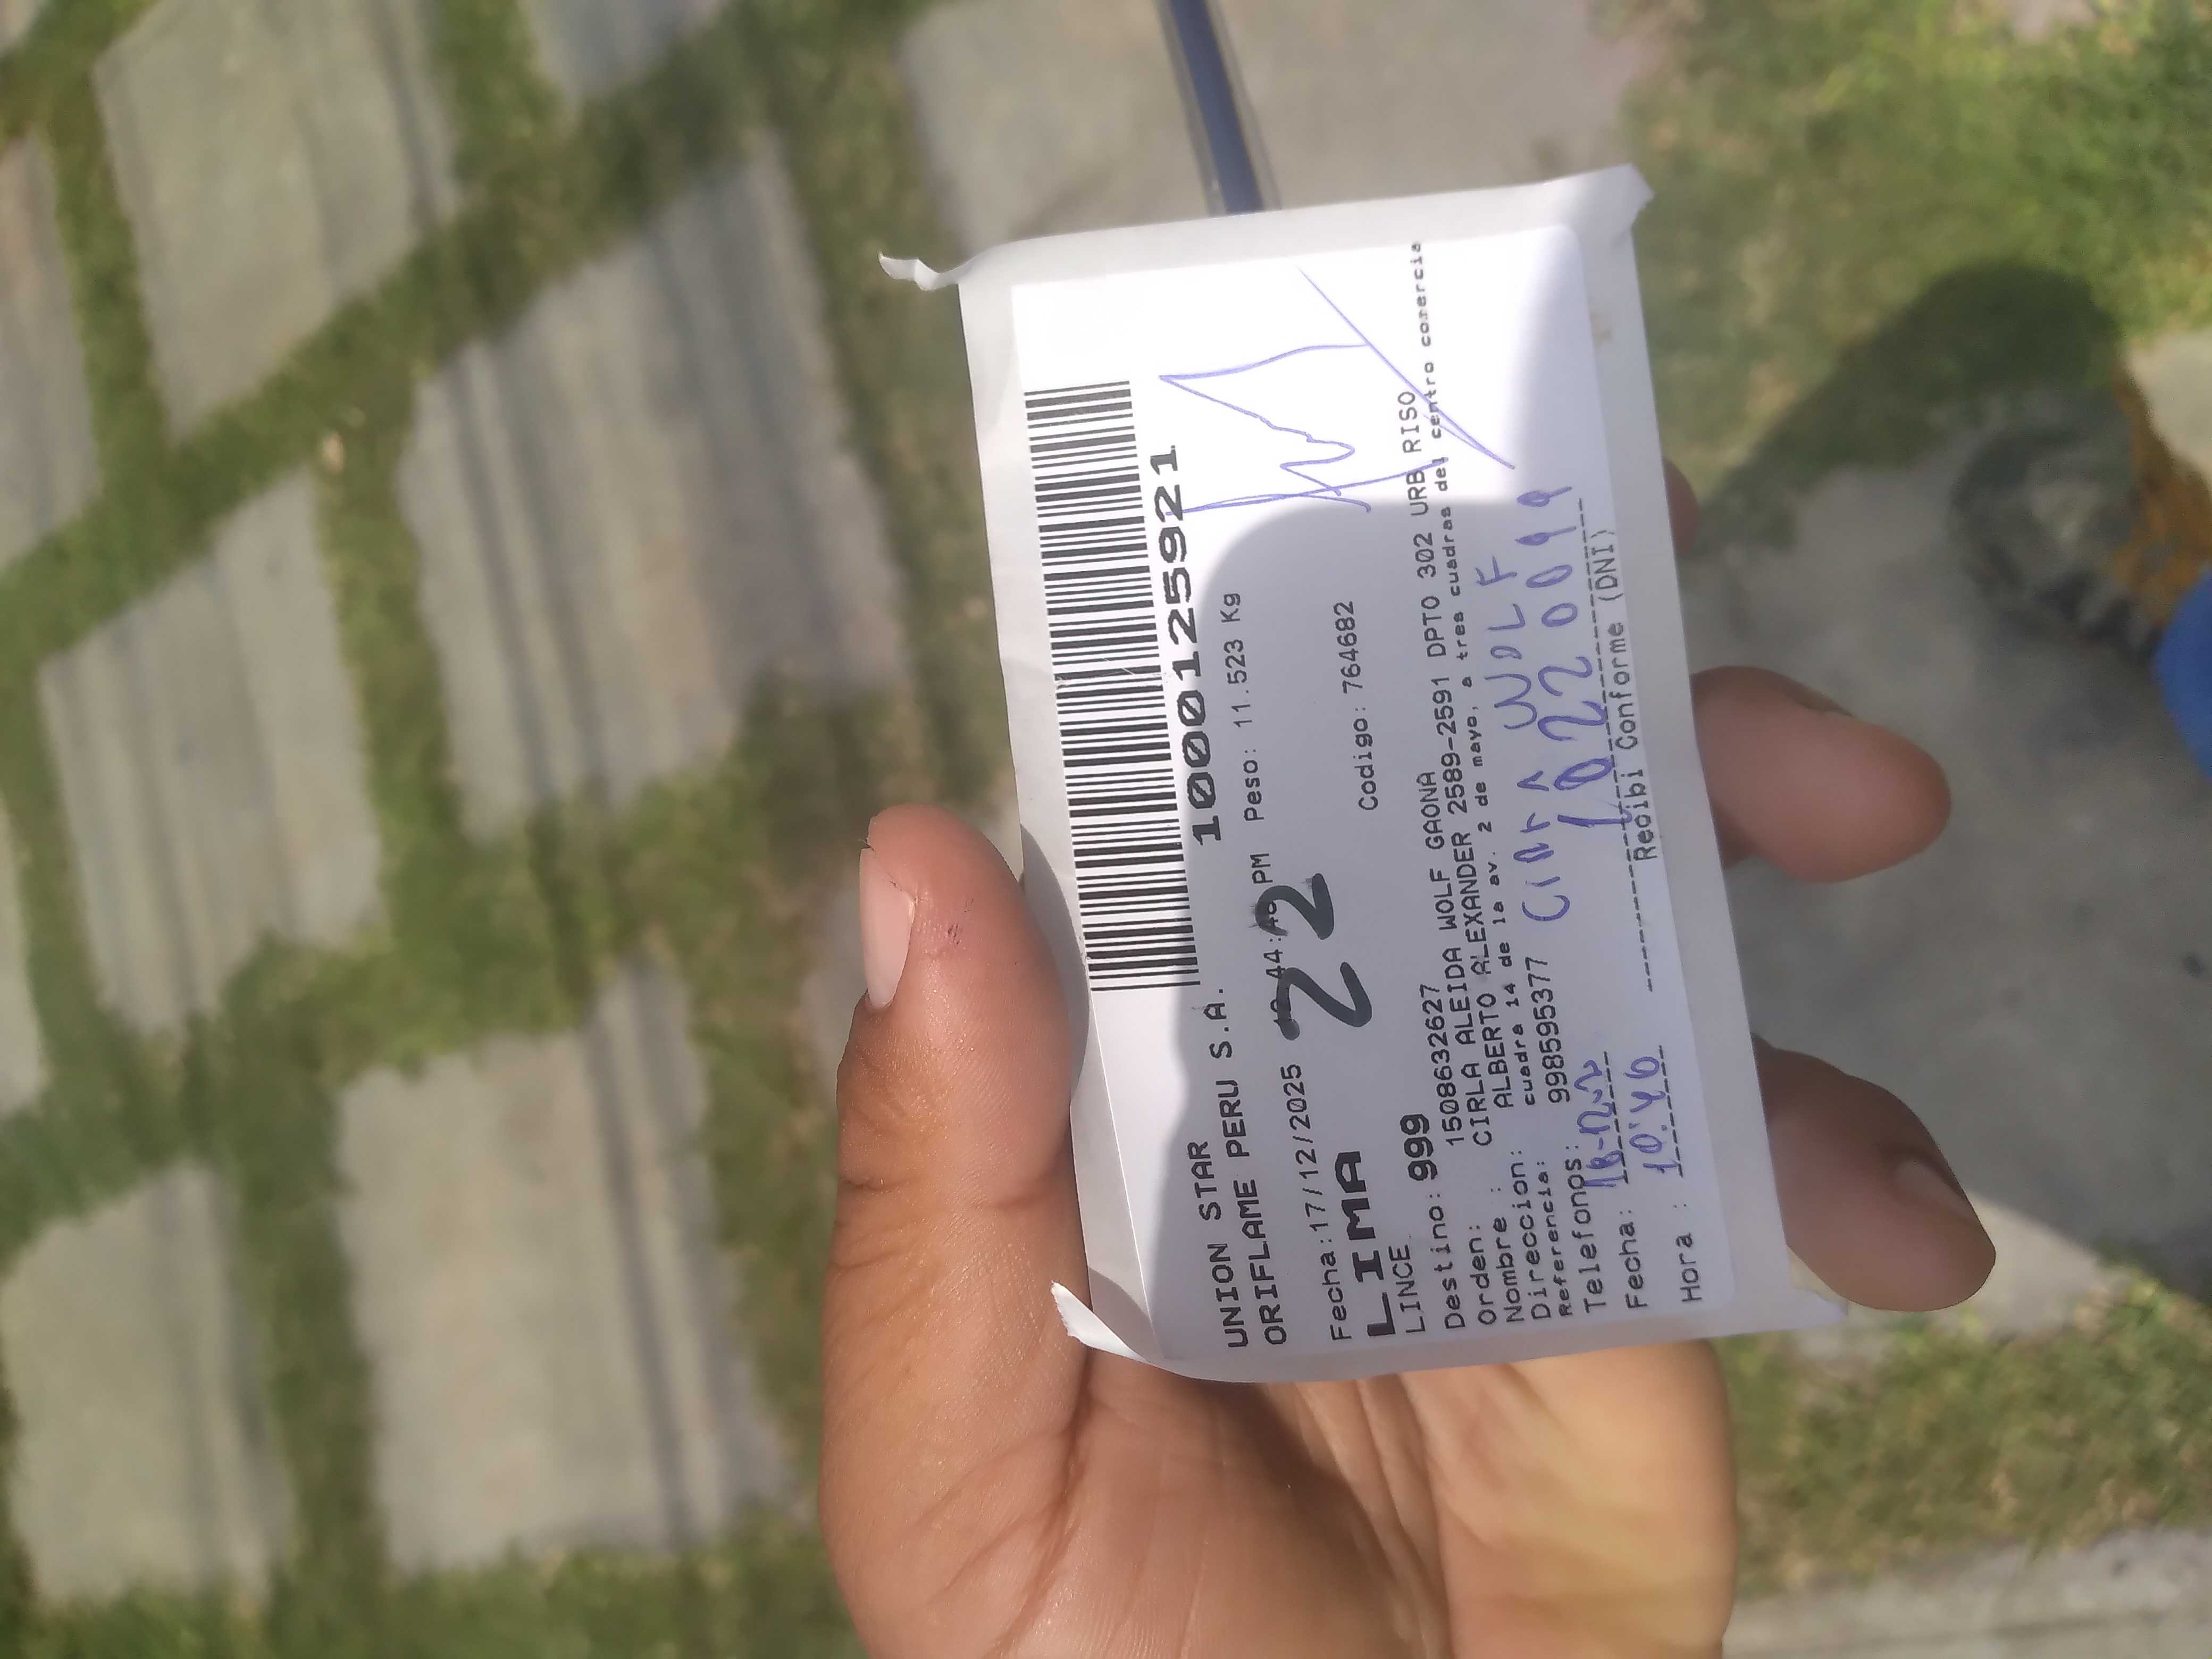 UNION STAR
ORIFLAME PERU S.A.
1000125921
Fecha:17/12/2025 PM Peso: 11.523 Kg
22
LIMA
LINCE Codigo: 764682
Destino: 999
Orden: 1508632627
Nombre : CIRLA ALEIDA WOLF GAONA
Direccion: ALBERTO ALEXANDER 2589-2591 DPTO 302 URB RISO
Referencia: cuadra 14 de la av. 2 de mayo, a tres cuadras del centro comercia
Telefonos: 998595377
WOLF
Fecha:
Hora : 10:46
Recibi Conforme (DNI)